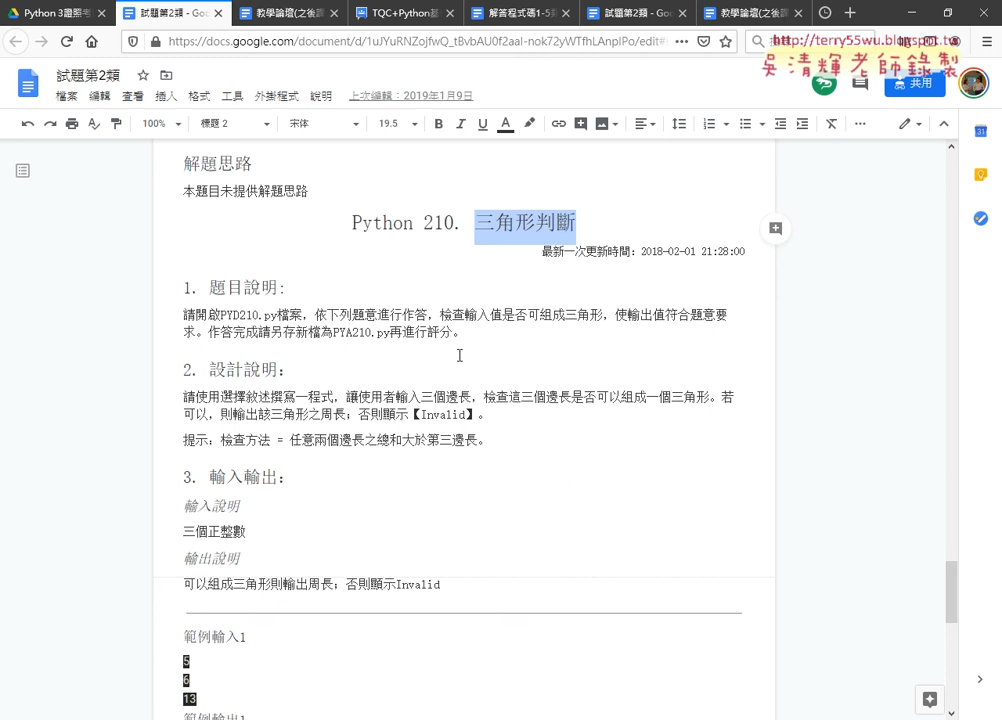 Python 3證照考
試題第2類 - Goo
教學論壇(之後課
TQC+Python基
解答程式碼1-5類
試題第2類 - Goo
教學論壇(之後課
https://docs.google.com/document/d/1uJYuRNZojfwQ_tBvbAU0f2aaI-nok72yWTfhLAnpIPo/edit#
http://terry55wu.blogspot.tw
吳清輝老師錄製
試題第2類
檔案 編輯 查看 插入 格式 工具 外掛程式 說明 上次編輯：2019年1月9日
共用
100% 標題 2 宋体 19.5 B I U A
31
解題思路
本題目未提供解題思路
Python 210. 三角形判斷
最新一次更新時間：2018-02-01 21:28:00
1. 題目說明:
請開啟PYD210.py檔案，依下列題意進行作答，檢查輸入值是否可組成三角形，使輸出值符合題意要
求。作答完成請另存新檔為PYA210.py再進行評分。
2. 設計說明：
請使用選擇敘述撰寫一程式，讓使用者輸入三個邊長，檢查這三個邊長是否可以組成一個三角形。若
可以，則輸出該三角形之周長；否則顯示【Invalid】。
提示：檢查方法 = 任意兩個邊長之總和大於第三邊長。
3. 輸入輸出：
輸入說明
三個正整數
輸出說明
可以組成三角形則輸出周長；否則顯示Invalid
範例輸入1
5
6
13
範例輸出1